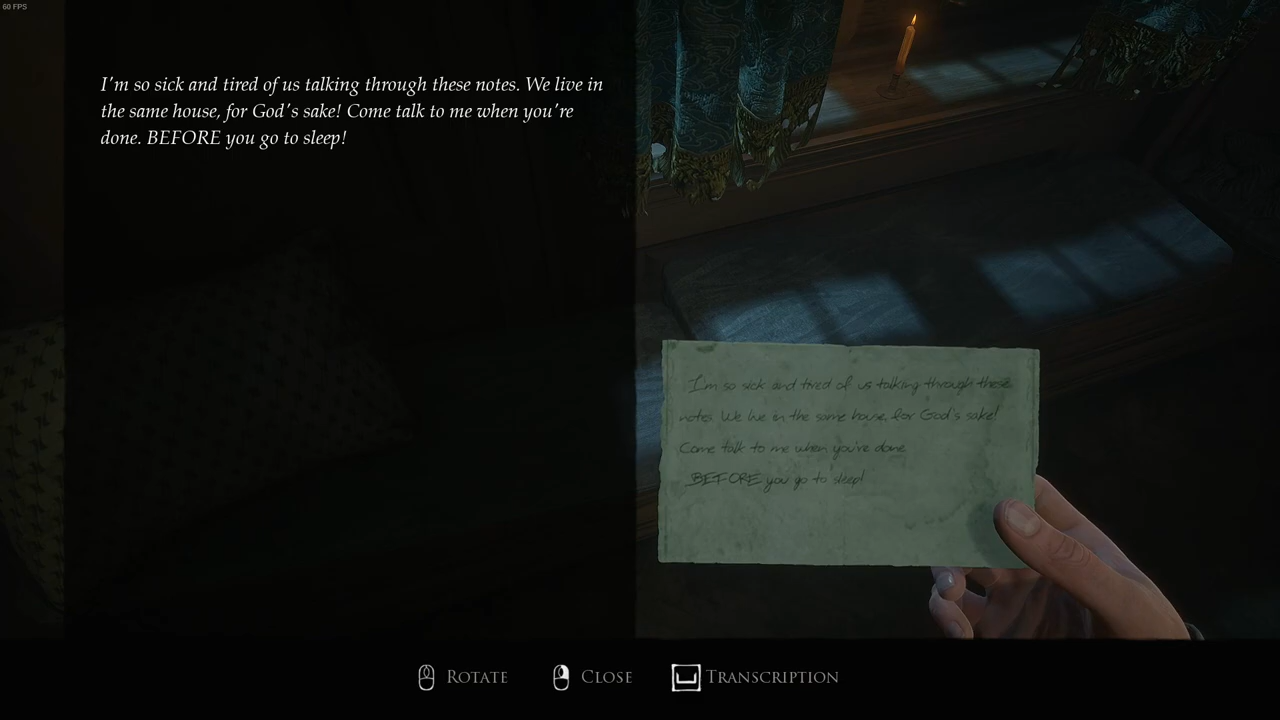 60 FPS
I'm so sick and tired of us talking through these notes. We live in
the same house, for God's sake! Come talk to me when you're
done. BEFORE you go to sleep!
I'm so sick and tired of us talking through these
notes. We live in the same house, for God's sake!
Come talk to me when you're done
BEFORE you go to sleep!
ROTATE
CLOSE
TRANSCRIPTION